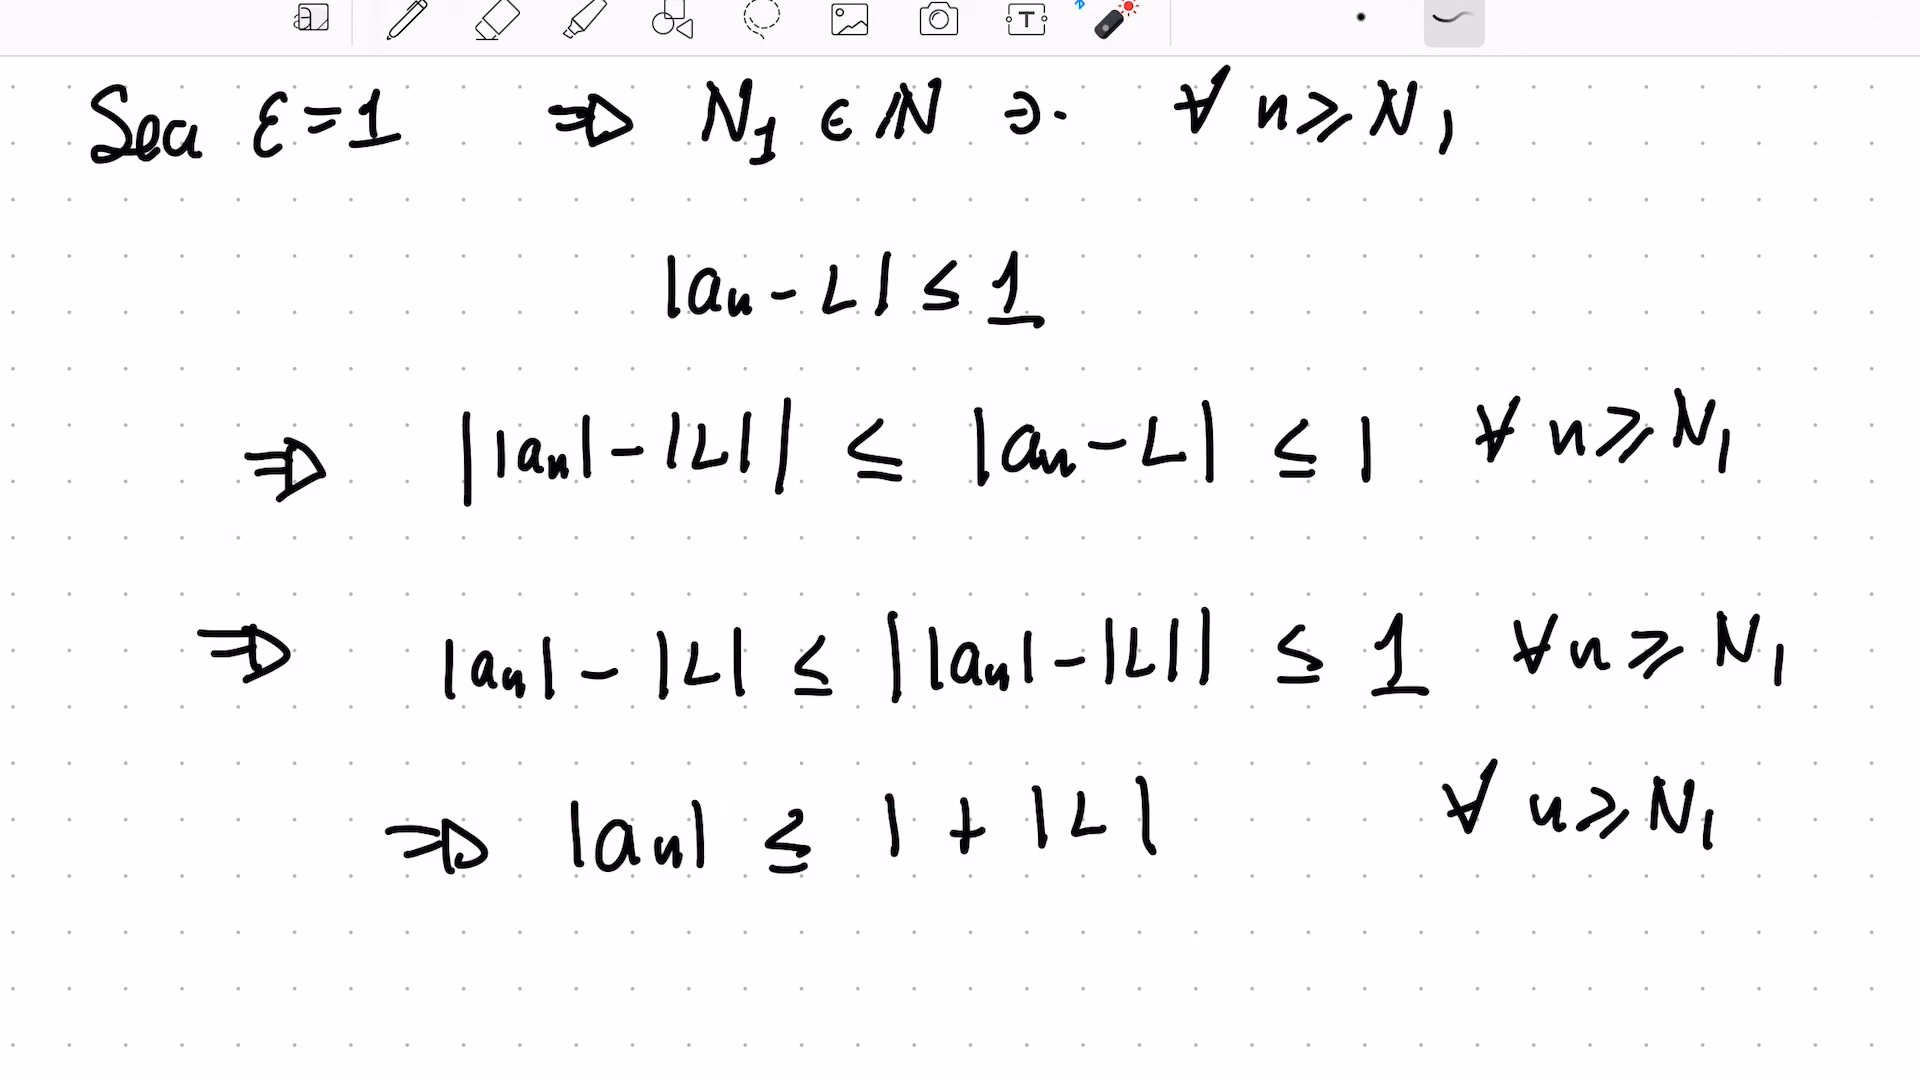 Sea ε=1 ⇒ N₁ ∈ ℕ ∋· ∀ n ≥ N₁
|aₙ - L| ≤ 1
⇒ ||aₙ| - |L|| ≤ |aₙ - L| ≤ 1 ∀ n ≥ N₁
⇒ |aₙ| - |L| ≤ ||aₙ| - |L|| ≤ 1 ∀ n ≥ N₁
⇒ |aₙ| ≤ 1 + |L| ∀ n ≥ N₁